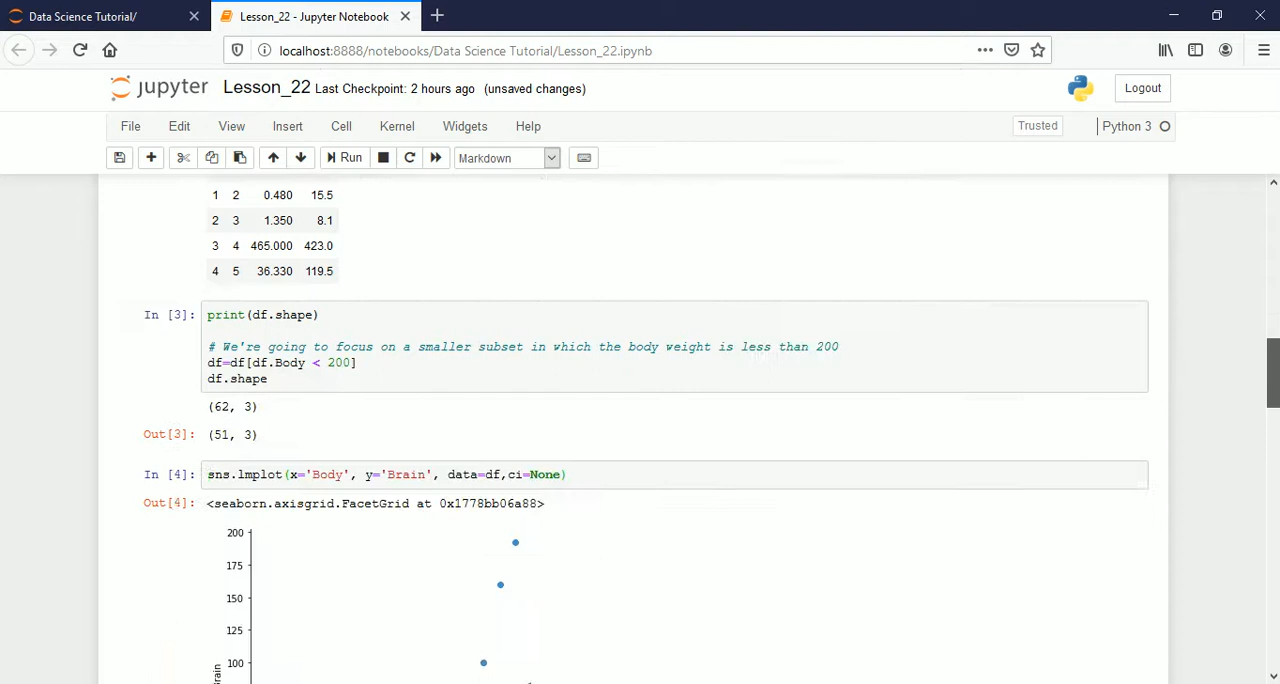 Data Science Tutorial/
Lesson_22 - Jupyter Notebook
localhost:8888/notebooks/Data Science Tutorial/Lesson_22.ipynb
jupyter Lesson_22 Last Checkpoint: 2 hours ago (unsaved changes)
Logout
File Edit View Insert Cell Kernel Widgets Help
Trusted
Python 3
Run
Markdown
1 2 0.480 15.5
2 3 1.350 8.1
3 4 465.000 423.0
4 5 36.330 119.5
In [3]: print(df.shape)
# We're going to focus on a smaller subset in which the body weight is less than 200
df=df[df.Body < 200]
df.shape
(62, 3)
Out[3]: (51, 3)
In [4]: sns.lmplot(x='Body', y='Brain', data=df,ci=None)
Out[4]: <seaborn.axisgrid.FacetGrid at 0x1778bb06a88>
200
175
150
125
100